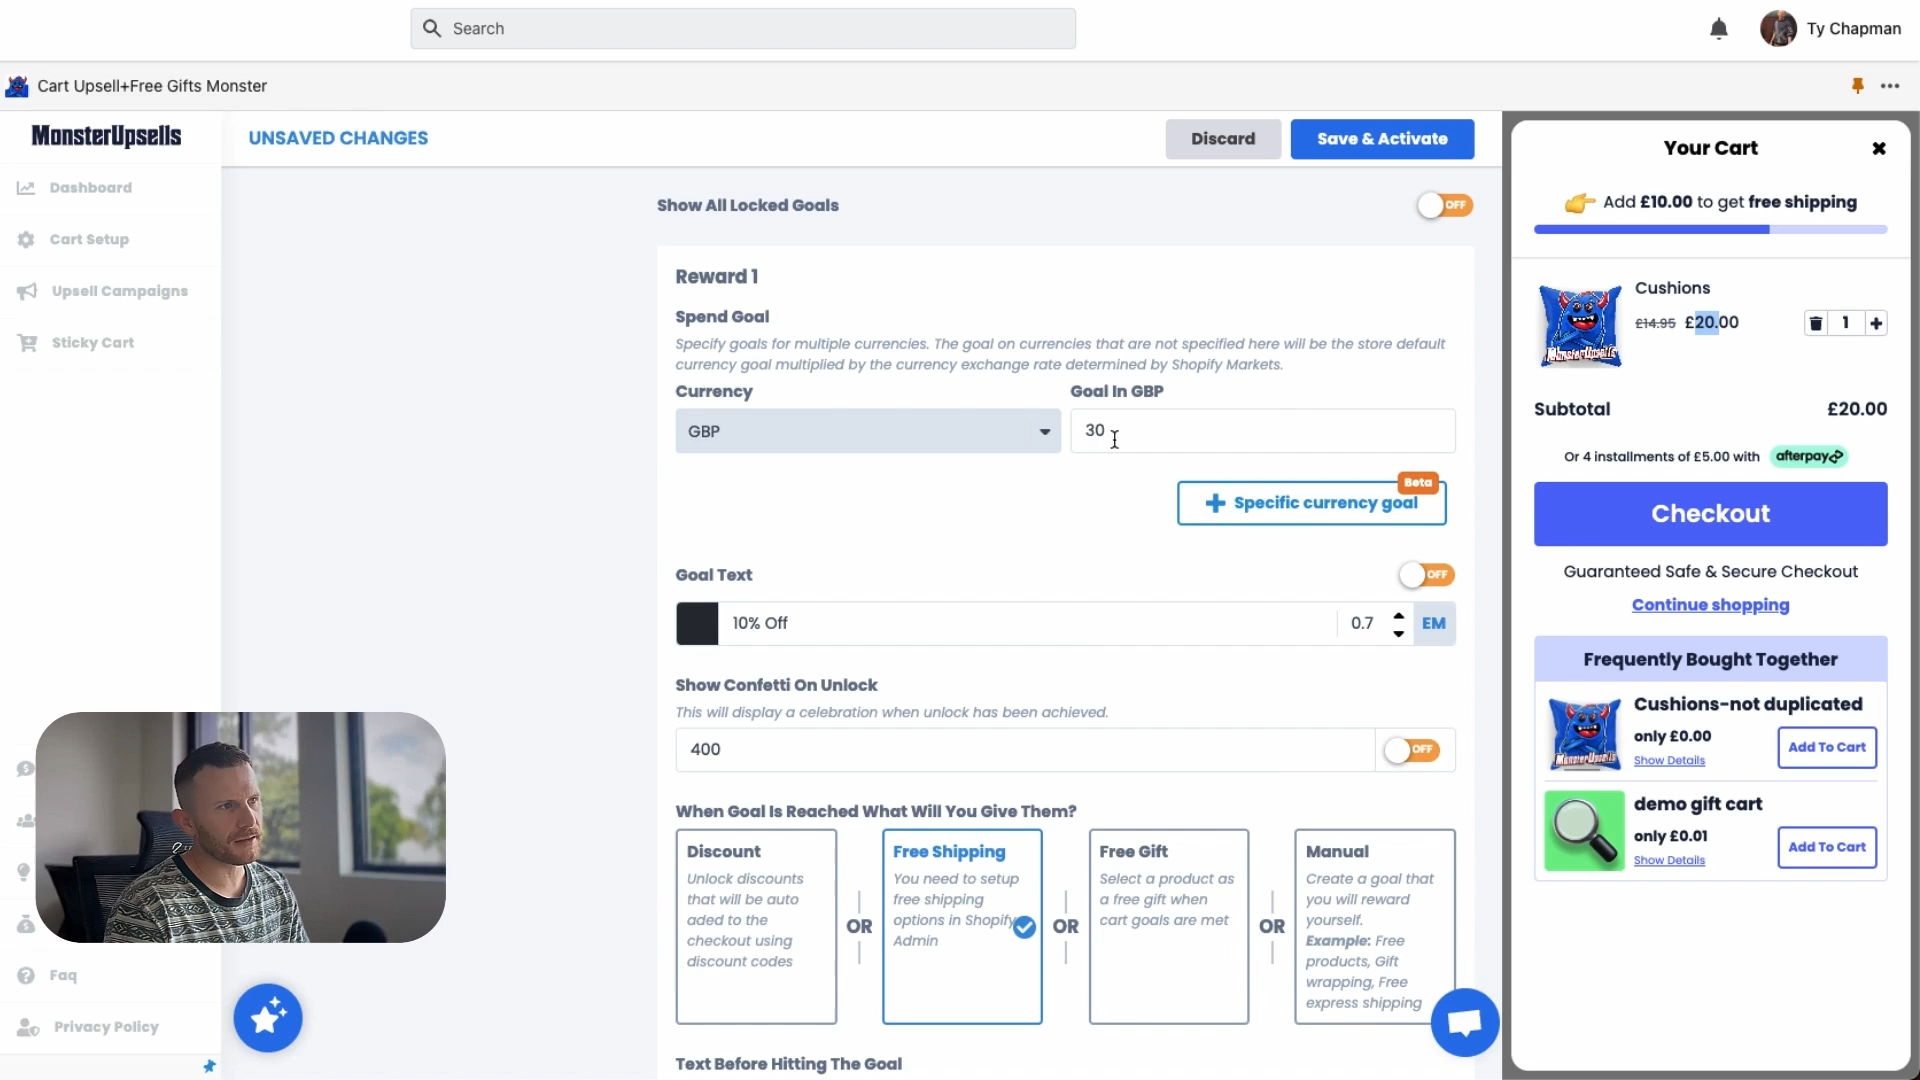 Search
Ty Chapman
Cart Upsell+Free Gifts Monster
MonsterUpsells
UNSAVED CHANGES
Discard
Save & Activate
Dashboard
Cart Setup
Upsell Campaigns
Sticky Cart
Faq
Privacy Policy
Show All Locked Goals
OFF
Reward 1
Spend Goal
Specify goals for multiple currencies. The goal on currencies that are not specified here will be the store default
currency goal multiplied by the currency exchange rate determined by Shopify Markets.
Currency
Goal In GBP
GBP
30
Beta
Specific currency goal
Goal Text
OFF
10% Off
0.7
EM
Show Confetti On Unlock
This will display a celebration when unlock has been achieved.
400
OFF
When Goal Is Reached What Will You Give Them?
Discount
Unlock discounts
that will be auto
aded to the
checkout using
discount codes
OR
Free Shipping
You need to setup
free shipping
options in Shopify
Admin
OR
Free Gift
Select a product as
a free gift when
cart goals are met
OR
Manual
Create a goal that
you will reward
yourself.
Example: Free
products, Gift
wrapping, Free
express shipping
Text Before Hitting The Goal
Your Cart
Add £10.00 to get free shipping
Cushions
£14.95 £20.00
1
MonsterUpsells
Subtotal
£20.00
Or 4 installments of £5.00 with afterpay
Checkout
Guaranteed Safe & Secure Checkout
Continue shopping
Frequently Bought Together
Cushions-not duplicated
only £0.00
Show Details
Add To Cart
MonsterUpsells
demo gift cart
only £0.01
Show Details
Add To Cart